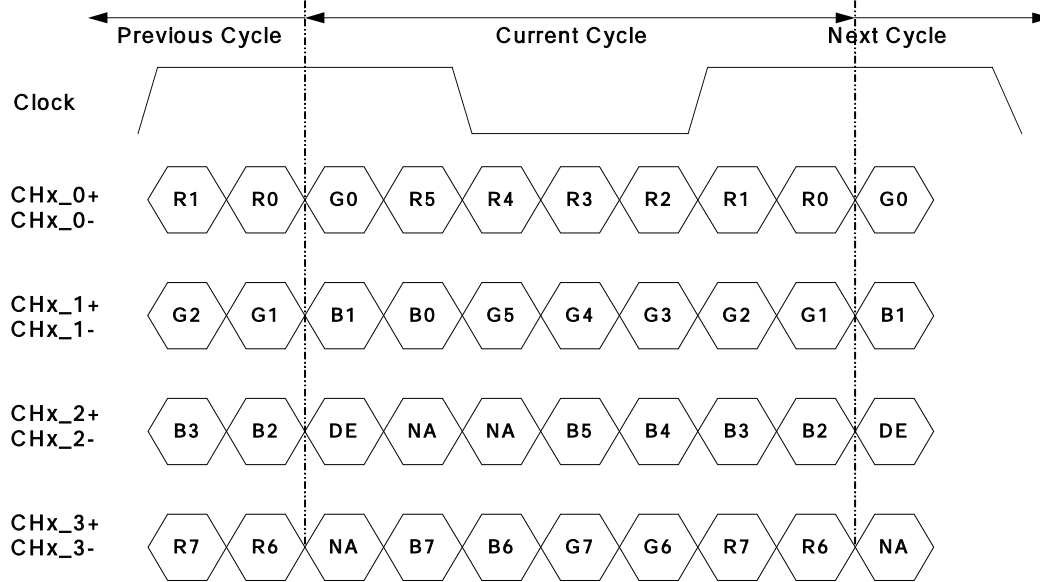 Previous Cycle Current Cycle Next Cycle
Clock
CHx_0+
CHx_0-
R1 R0 G0 R5 R4 R3 R2 R1 R0 G0
CHx_1+
CHx_1-
G2 G1 B1 B0 G5 G4 G3 G2 G1 B1
CHx_2+
CHx_2-
B3 B2 DE NA NA B5 B4 B3 B2 DE
CHx_3+
CHx_3-
R7 R6 NA B7 B6 G7 G6 R7 R6 NA